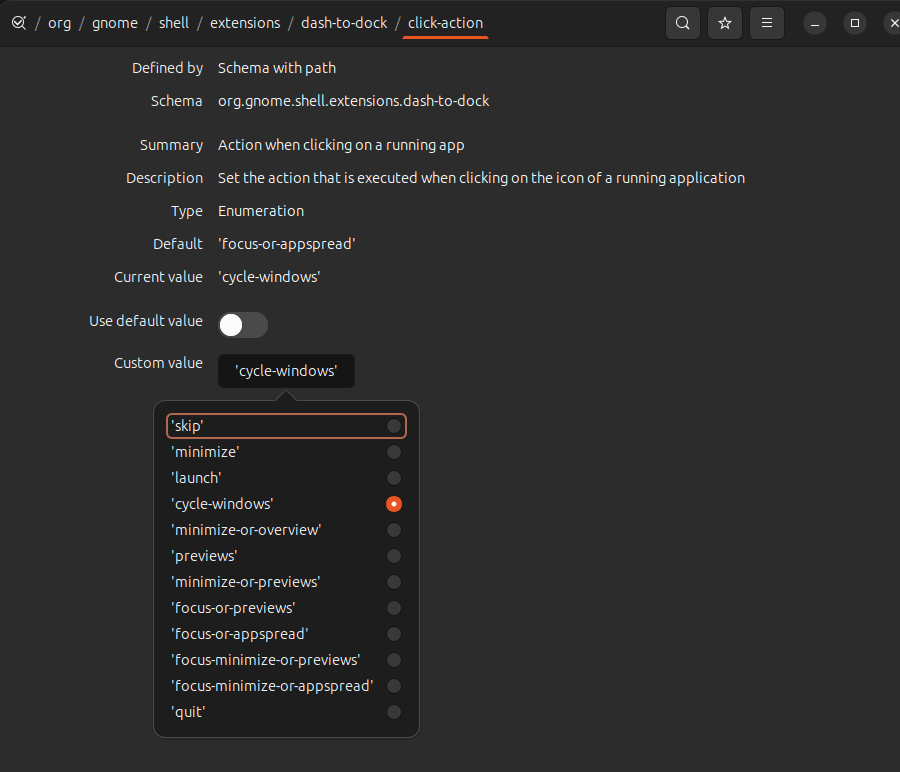 / org / gnome / shell / extensions / dash-to-dock / click-action
Defined by Schema with path
Schema org.gnome.shell.extensions.dash-to-dock
Summary Action when clicking on a running app
Description Set the action that is executed when clicking on the icon of a running application
Type Enumeration
Default 'focus-or-appspread'
Current value 'cycle-windows'
Use default value
Custom value 'cycle-windows'
'skip'
'minimize'
'launch'
'cycle-windows'
'minimize-or-overview'
'previews'
'minimize-or-previews'
'focus-or-previews'
'focus-or-appspread'
'focus-minimize-or-previews'
'focus-minimize-or-appspread'
'quit'